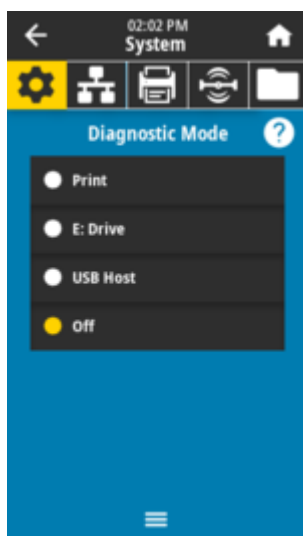 02:02 PM
System
Diagnostic Mode
?
Print
E: Drive
USB Host
Off